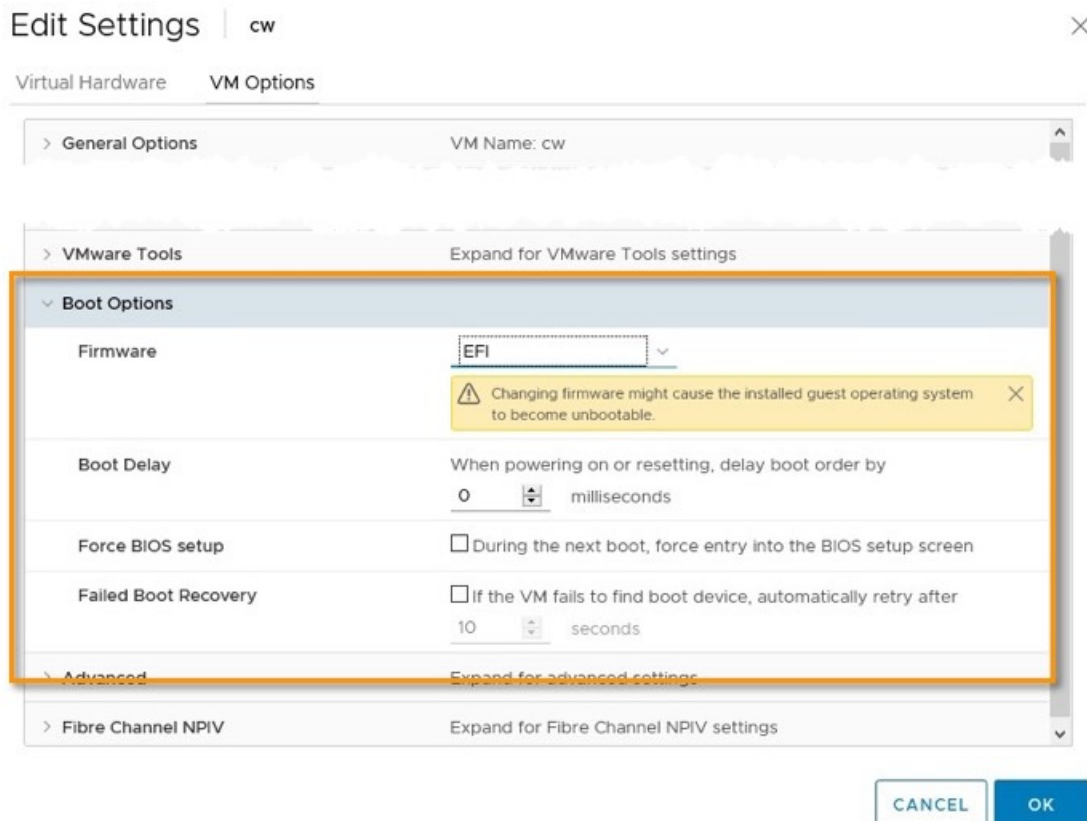 Edit Settings cw
Virtual Hardware VM Options
General Options VM Name: cw
VMware Tools Expand for VMware Tools settings
Boot Options
Firmware EFI
Changing firmware might cause the installed guest operating system
to become unbootable.
Boot Delay When powering on or resetting, delay boot order by
0 milliseconds
Force BIOS setup During the next boot, force entry into the BIOS setup screen
Failed Boot Recovery If the VM fails to find boot device, automatically retry after
10 seconds
Advanced Expand for advanced settings
Fibre Channel NPIV Expand for Fibre Channel NPIV settings
CANCEL OK